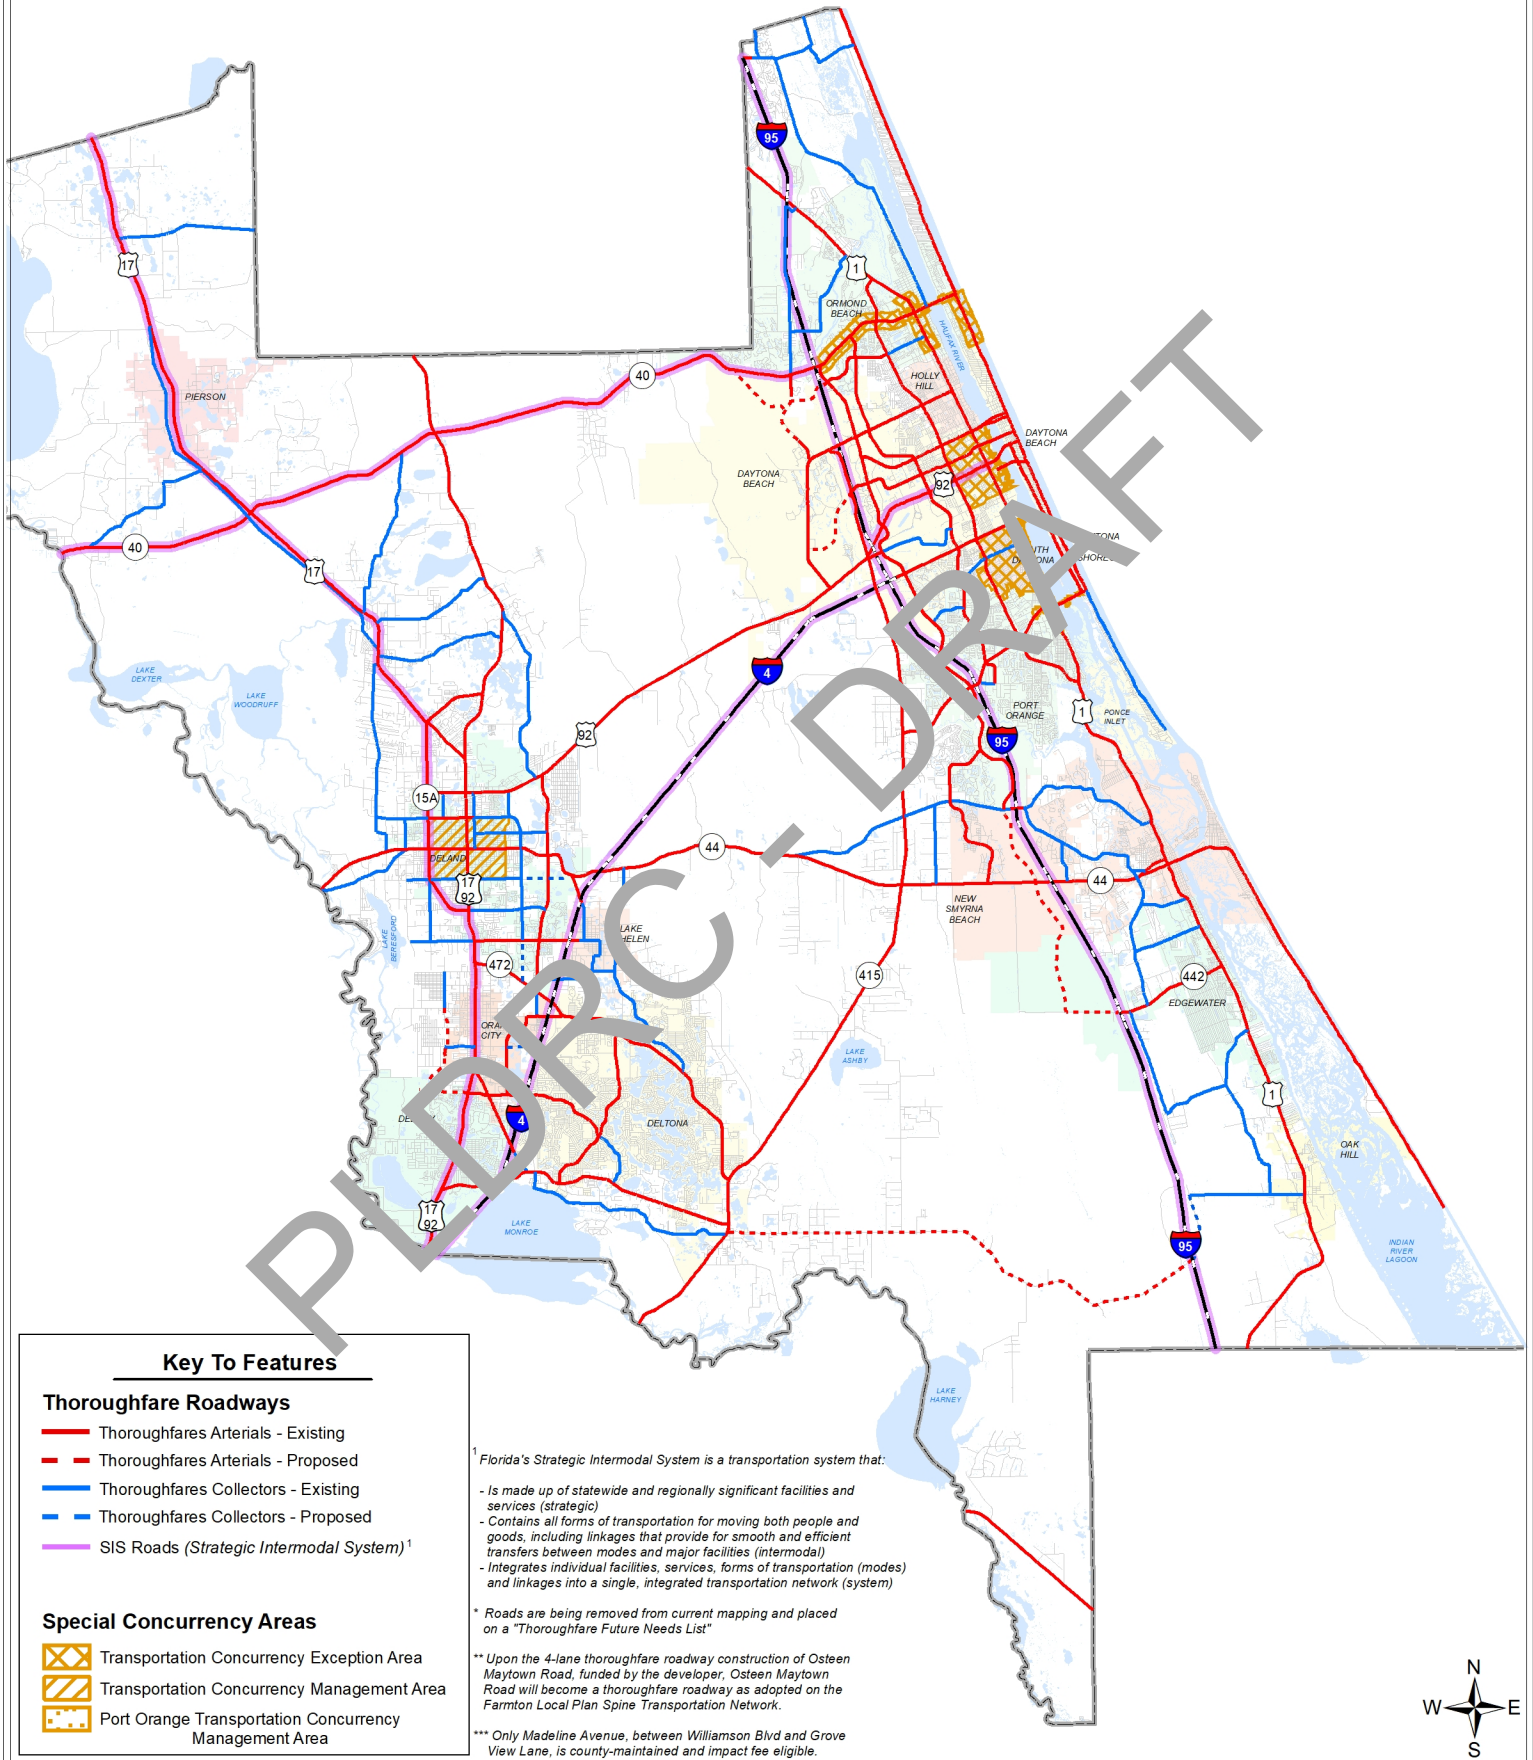 95
17
1
ORMOND
BEACH
HALIFAX RIVER
40
HOLLY
HILL
PIERSON
DAYTONA
BEACH
DAYTONA
BEACH
92
40
17
LAKE
DEXTER
LAKE
WOODRUFF
4
92
PORT
ORANGE
1
PONCE
INLET
95
15A
44
DELAND
17
92
44
NEW
SMYRNA
BEACH
LAKE
BERESFORD
LAKE
HELEN
472
415
442
EDGEWATER
CITY
LAKE
ASHBY
1
4
DELTONA
OAK
HILL
17
92
LAKE
MONROE
95
INDIAN
RIVER
LAGOON
LAKE
HARNEY
PLDRC - DRAFT
Key To Features
Thoroughfare Roadways
Thoroughfares Arterials - Existing
Thoroughfares Arterials - Proposed
Thoroughfares Collectors - Existing
Thoroughfares Collectors - Proposed
SIS Roads (Strategic Intermodal System) 1
Special Concurrency Areas
Transportation Concurrency Exception Area
Transportation Concurrency Management Area
Port Orange Transportation Concurrency
Management Area
1 Florida's Strategic Intermodal System is a transportation system that:
- Is made up of statewide and regionally significant facilities and
services (strategic)
- Contains all forms of transportation for moving both people and
goods, including linkages that provide for smooth and efficient
transfers between modes and major facilities (intermodal)
- Integrates individual facilities, services, forms of transportation (modes)
and linkages into a single, integrated transportation network (system)
* Roads are being removed from current mapping and placed
on a "Thoroughfare Future Needs List"
** Upon the 4-lane thoroughfare roadway construction of Osteen
Maytown Road, funded by the developer, Osteen Maytown
Road will become a thoroughfare roadway as adopted on the
Farmton Local Plan Spine Transportation Network.
*** Only Madeline Avenue, between Williamson Blvd and Grove
View Lane, is county-maintained and impact fee eligible.
N
W E
S